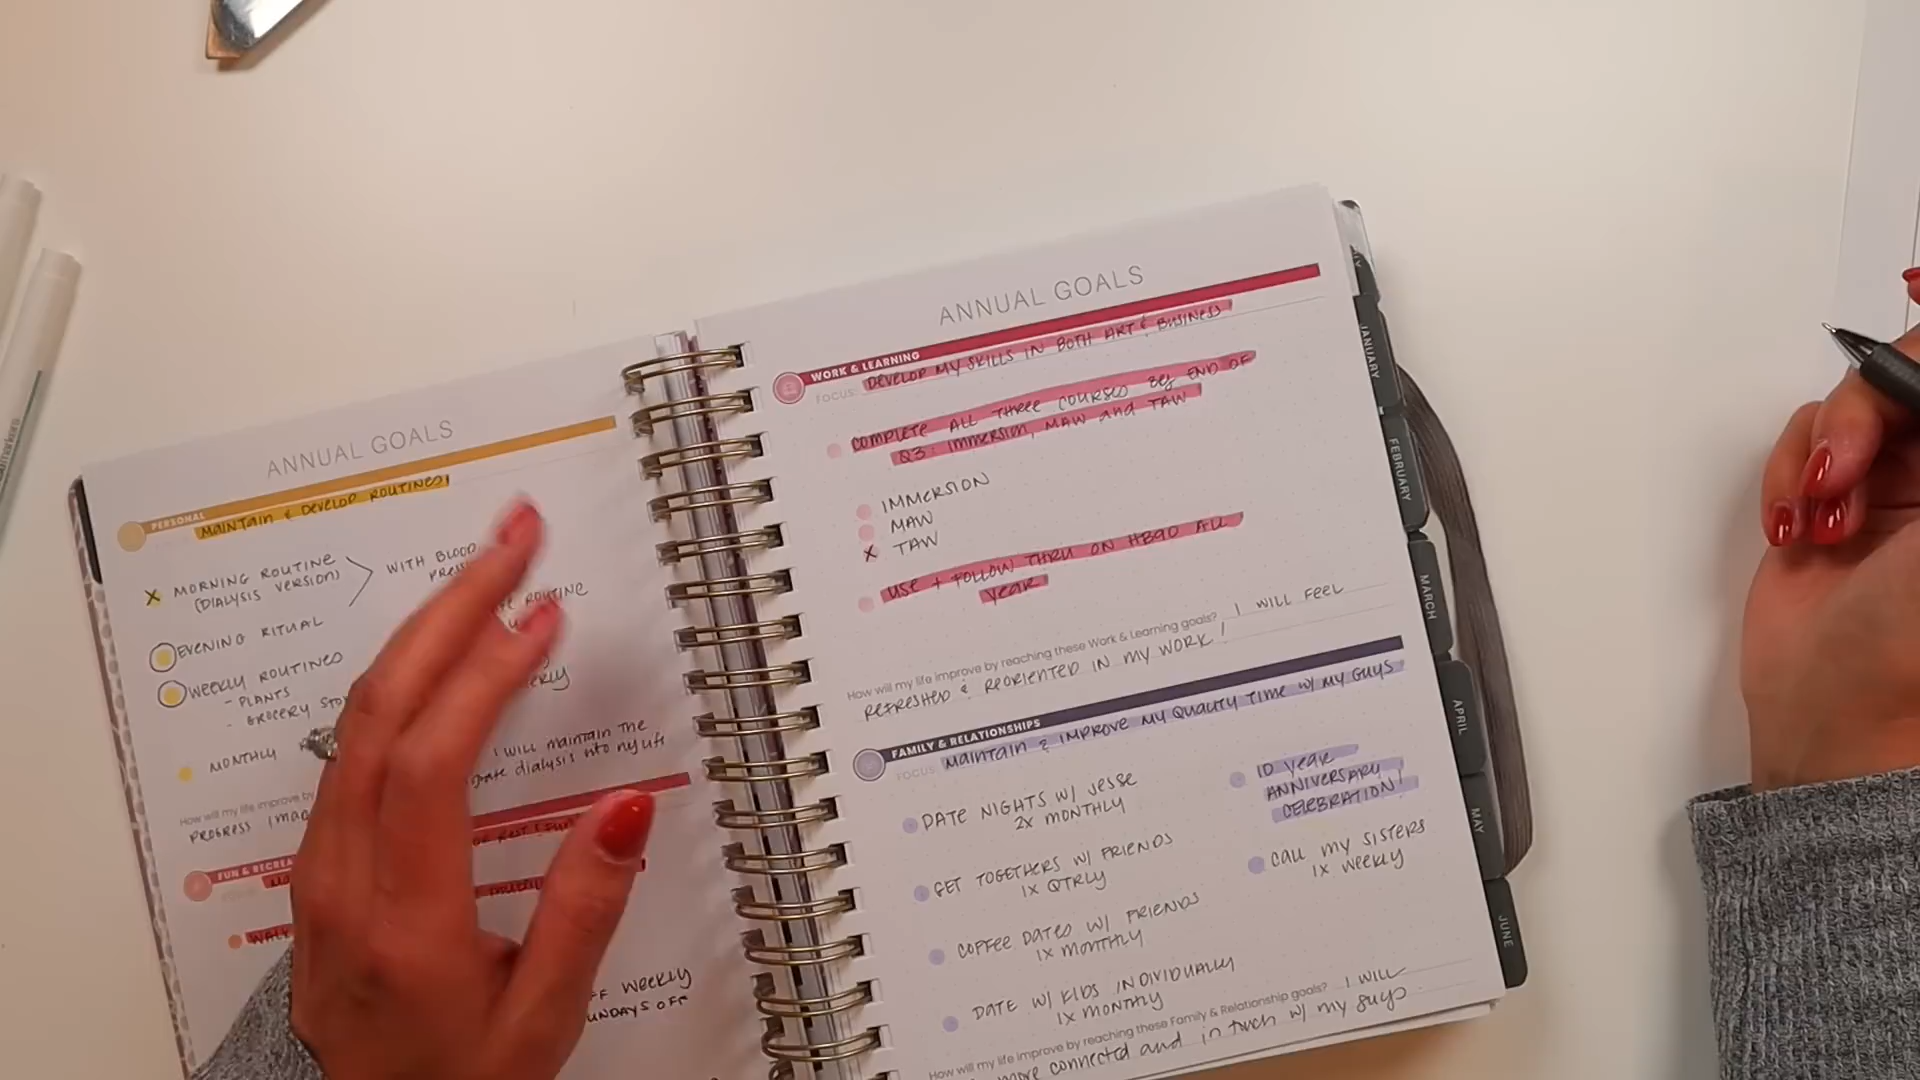 ANNUAL GOALS
PERSONAL
MAINTAIN & DEVELOP ROUTINES
X MORNING ROUTINE
(DIALYSIS VERSION)
WITH BLOOD
ROUTINE
EVENING RITUAL
WEEKLY ROUTINES
- PLANTS
- GROCERY
MONTHLY
I WILL MAINTAIN THE
dialysis into my life
How will my life improve by
PROGRESS
FUN & RECREA
WALK
WEEKLY
SUNDAYS OFF
ANNUAL GOALS
WORK & LEARNING
FOCUS: DEVELOP MY SKILLS IN BOTH ART & BUSINESS
COMPLETE ALL THREE COURSES by END OF
Q3: IMMERSION, MAW and TAW
IMMERSION
MAW
X TAW
USE + FOLLOW THRU ON HB90 ALL
YEAR
How will my life improve by reaching these Work & Learning goals? I WILL FEEL
REFRESHED & REORIENTED IN MY WORK!
FAMILY & RELATIONSHIPS
FOCUS: MAINTAIN & IMPROVE MY QUALITY TIME W/ MY GUYS
DATE NIGHTS W/ JESSE
2X MONTHLY
GET TOGETHERS W/ FRIENDS
1X QTRLY
COFFEE DATES W/ FRIENDS
1X MONTHLY
DATE W/ KIDS INDIVIDUALLY
1X MONTHLY
10 YEAR
ANNIVERSARY
CELEBRATION!
CALL MY SISTERS
1X WEEKLY
How will my life improve by reaching these Family & Relationship goals? I WILL
more connected and in touch w/ my guys
JANUARY
FEBRUARY
MARCH
APRIL
MAY
JUNE